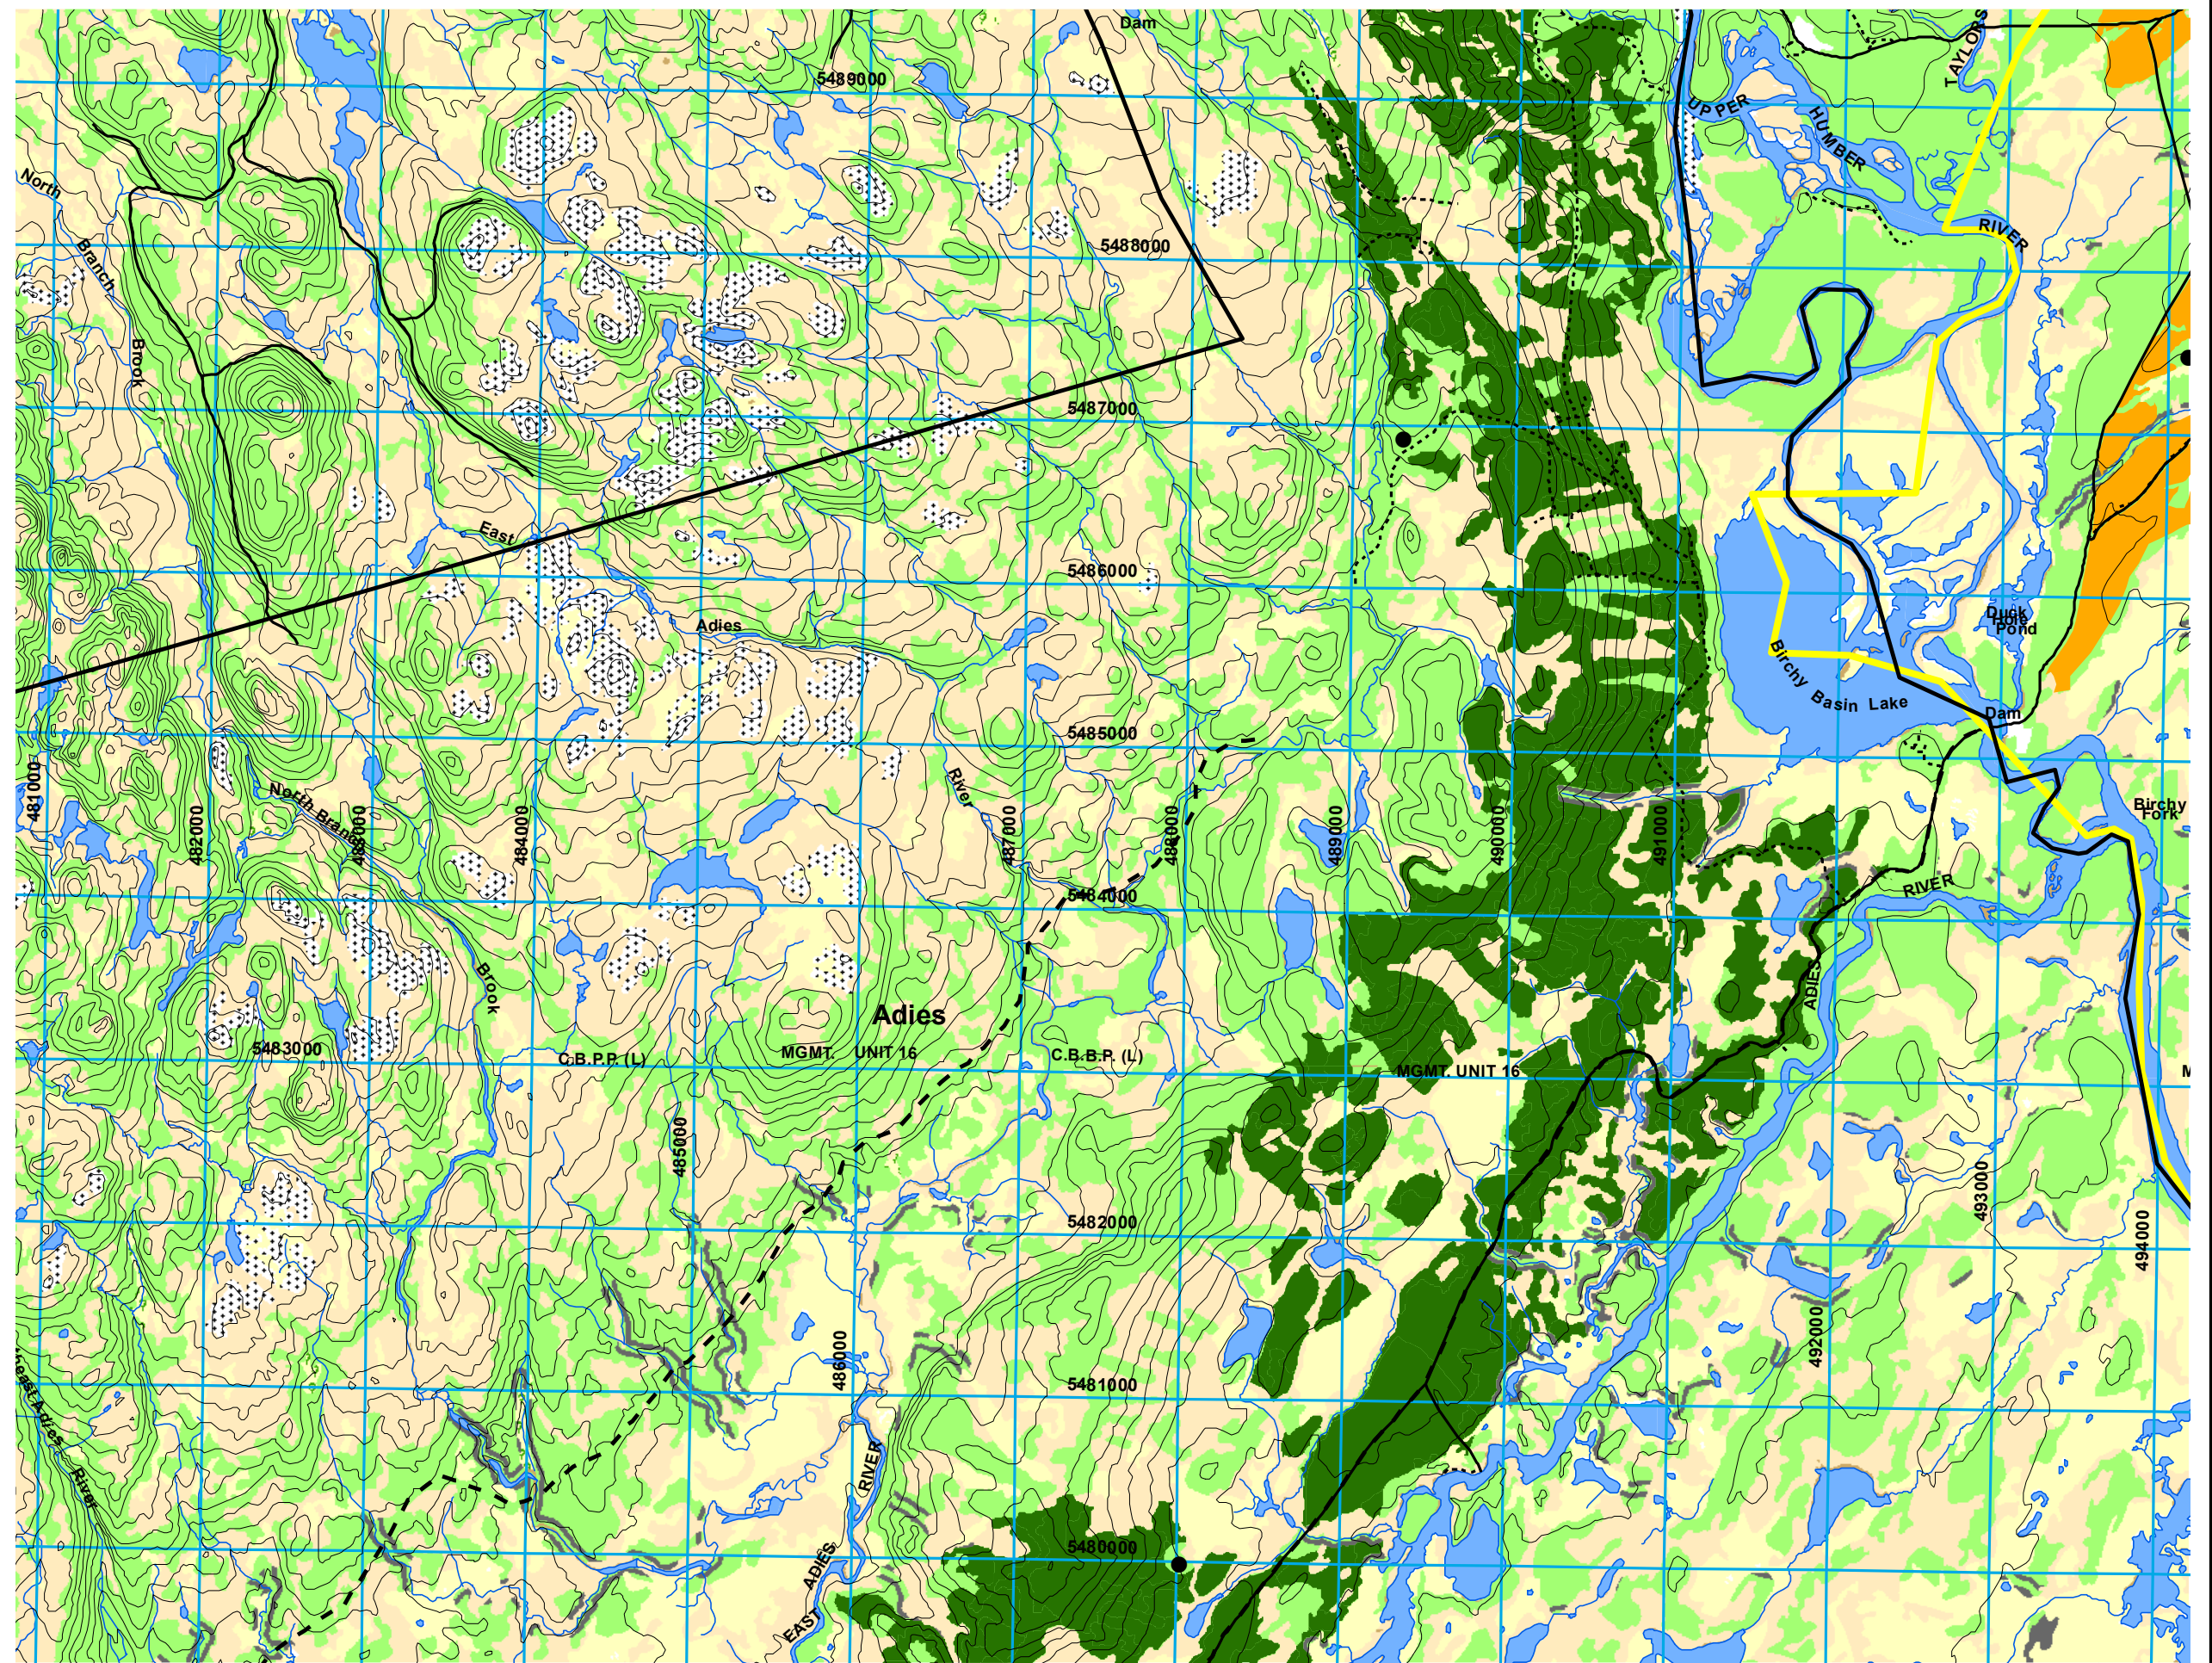 Dam
TAYLORS
5489000
UPPER
HUMBER
North
RIVER
Branch
5488000
Brook
5487000
East
5486000
Duck
Hole
Pond
Adies
Birchy Basin Lake
Dam
5485000
River
481000
North Branch
Birchy
Fork
482000
483000
484000
487000
488000
489000
490000
491000
RIVER
5484000
Brook
ADIES
Adies
5483000
C.B.P.P. (L)
MGMT. UNIT 16
C.B.B.P. (L)
MGMT. UNIT 16
M
485000
493000
5482000
494000
486000
492000
5481000
Adies
River
RIVER
5480000
ADIES
EAST